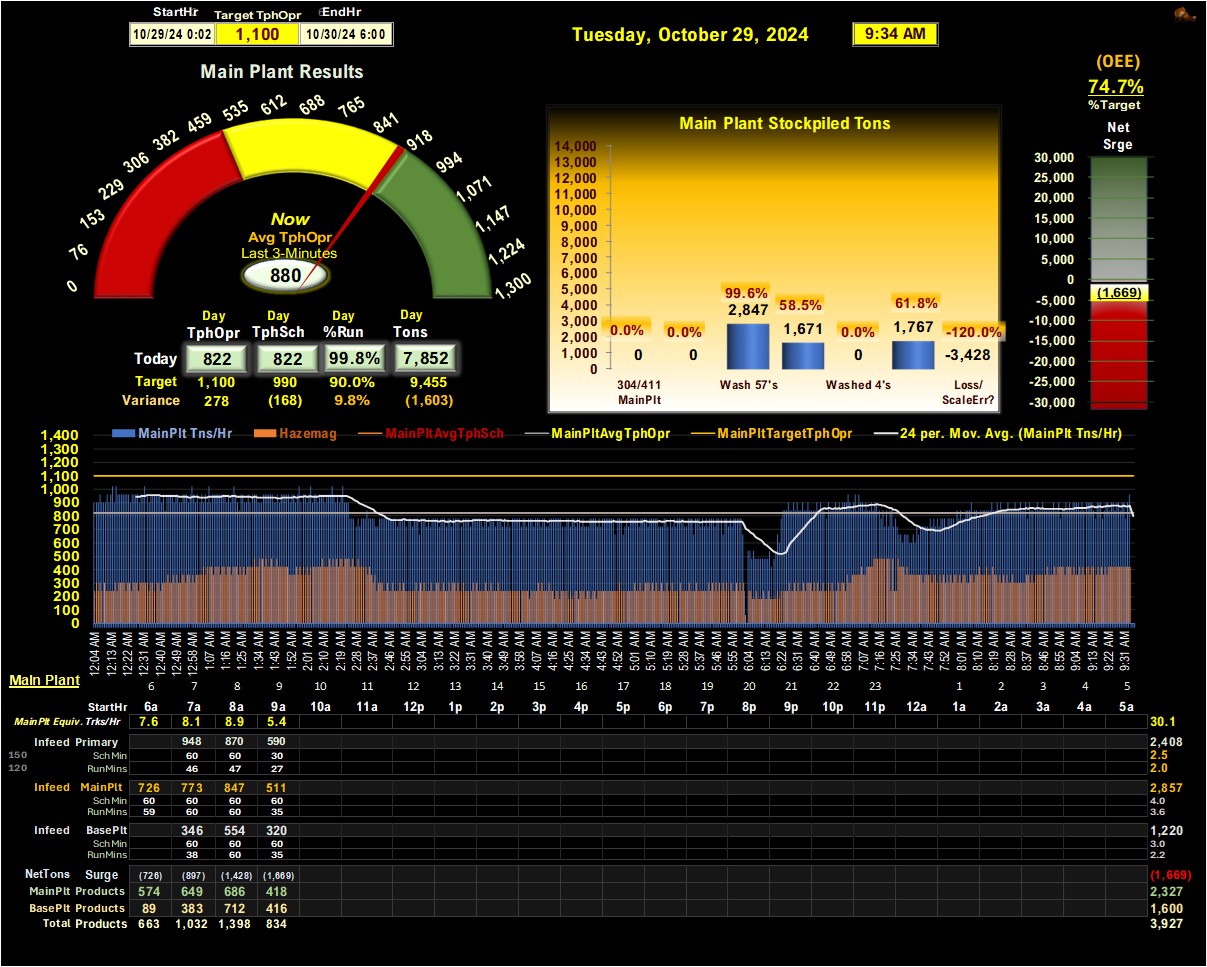 StartHr Target TphOpr EndHr
10/29/24 0:02 1,100 10/30/24 6:00
Tuesday, October 29, 2024 9:34 AM
(OEE)
74.7%
%Target
Net
Srge
30,000
25,000
20,000
15,000
10,000
5,000
0
(1,669)
-5,000
-10,000
-15,000
-20,000
-25,000
-30,000
Main Plant Results
0 76 153 229 306 382 459 535 612 688 765 841 918 994 1,071 1,147 1,224 1,300
Now
Avg TphOpr
Last 3-Minutes
880
Day Day Day Day
TphOpr TphSch %Run Tons
Today 822 822 99.8% 7,852
Target 1,100 990 90.0% 9,455
Variance 278 (168) 9.8% (1,603)
Main Plant Stockpiled Tons
14,000
13,000
12,000
11,000
10,000
9,000
8,000
7,000
6,000
5,000
4,000
3,000
2,000
1,000
0
0.0% 0.0% 99.6% 58.5% 0.0% 61.8% -120.0%
0 0 2,847 1,671 0 1,767 -3,428
304/411 Wash 57's Washed 4's Loss/
MainPlt ScaleErr?
MainPlt Tns/Hr Hazemag MainPltAvgTphSch MainPltAvgTphOpr MainPltTargetTphOpr 24 per. Mov. Avg. (MainPlt Tns/Hr)
1,400
1,300
1,200
1,100
1,000
900
800
700
600
500
400
300
200
100
0
12:04 AM 12:13 AM 12:22 AM 12:31 AM 12:40 AM 12:49 AM 12:58 AM 1:07 AM 1:16 AM 1:25 AM 1:34 AM 1:43 AM 1:52 AM 2:01 AM 2:10 AM 2:19 AM 2:28 AM 2:37 AM 2:46 AM 2:55 AM 3:04 AM 3:13 AM 3:22 AM 3:31 AM 3:40 AM 3:49 AM 3:58 AM 4:07 AM 4:16 AM 4:25 AM 4:34 AM 4:43 AM 4:52 AM 5:01 AM 5:10 AM 5:19 AM 5:28 AM 5:37 AM 5:46 AM 5:55 AM 6:04 AM 6:13 AM 6:22 AM 6:31 AM 6:40 AM 6:49 AM 6:58 AM 7:07 AM 7:16 AM 7:25 AM 7:34 AM 7:43 AM 7:52 AM 8:01 AM 8:10 AM 8:19 AM 8:28 AM 8:37 AM 8:46 AM 8:55 AM 9:04 AM 9:13 AM 9:22 AM 9:31 AM
Main Plant 6 7 8 9 10 11 12 13 14 15 16 17 18 19 20 21 22 23 1 2 3 4 5
StartHr 6a 7a 8a 9a 10a 11a 12p 1p 2p 3p 4p 5p 6p 7p 8p 9p 10p 11p 12a 1a 2a 3a 4a 5a
MainPlt Equiv. Trks/Hr 7.6 8.1 8.9 5.4 30.1
Infeed Primary 948 870 590 2,408
150 SchMin 60 60 30 2.5
120 RunMins 46 47 27 2.0
Infeed MainPlt 726 773 847 511 2,857
SchMin 60 60 60 60 4.0
RunMins 59 60 60 35 3.6
Infeed BasePlt 346 554 320 1,220
SchMin 60 60 60 3.0
RunMins 38 60 35 2.2
NetTons Surge (726) (897) (1,428) (1,669) (1,669)
MainPlt Products 574 649 686 418 2,327
BasePlt Products 89 383 712 416 1,600
Total Products 663 1,032 1,398 834 3,927